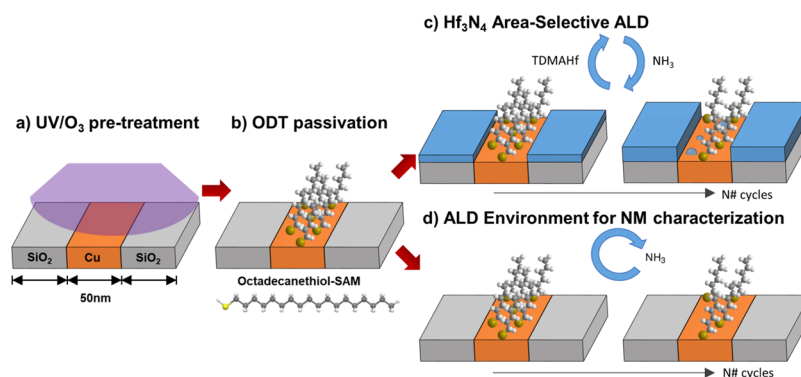 a) UV/O₃ pre-treatment
SiO₂
Cu
SiO₂
50nm
b) ODT passivation
Octadecanethiol-SAM
c) Hf₃N₄ Area-Selective ALD
TDMAHf
NH₃
N# cycles
d) ALD Environment for NM characterization
NH₃
N# cycles